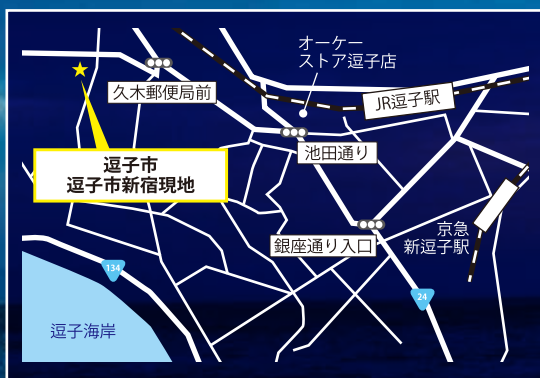 オーケー
ストア逗子店
久木郵便局前
JR逗子駅
池田通り
逗子市
逗子市新宿現地
銀座通り入口
京急
新逗子駅
134
24
逗子海岸